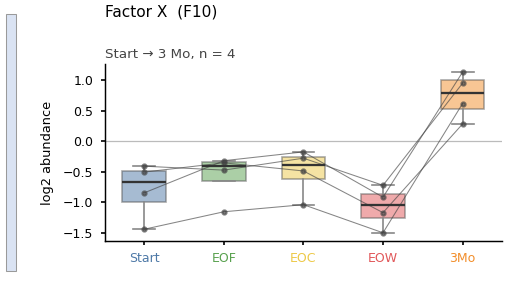 Factor X (F10)
Start → 3 Mo, n = 4
log2 abundance
1.0
0.5
0.0
−0.5
−1.0
−1.5
Start EOF EOC EOW 3Mo